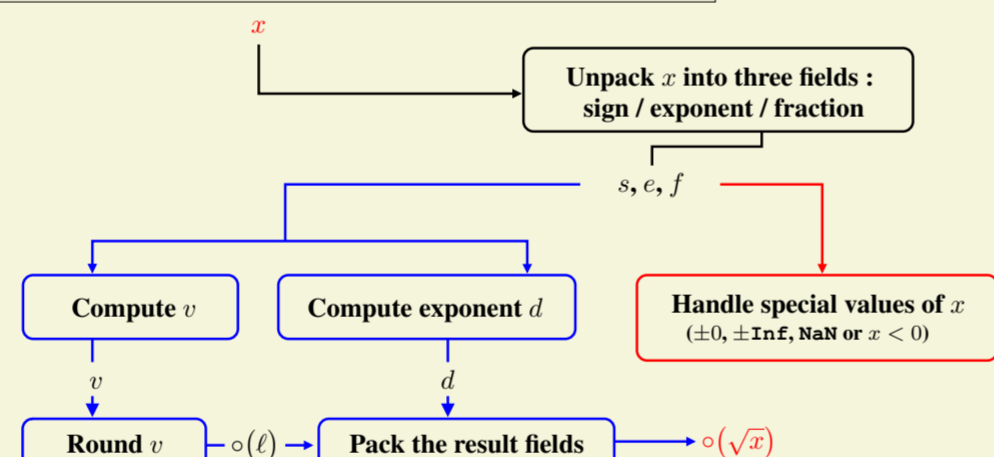 x
Unpack x into three fields :
sign / exponent / fraction
s, e, f
Compute v
Compute exponent d
Handle special values of x
(±0, ±Inf, NaN or x < 0)
v
d
Round v
∘(ℓ)
Pack the result fields
∘(√x)